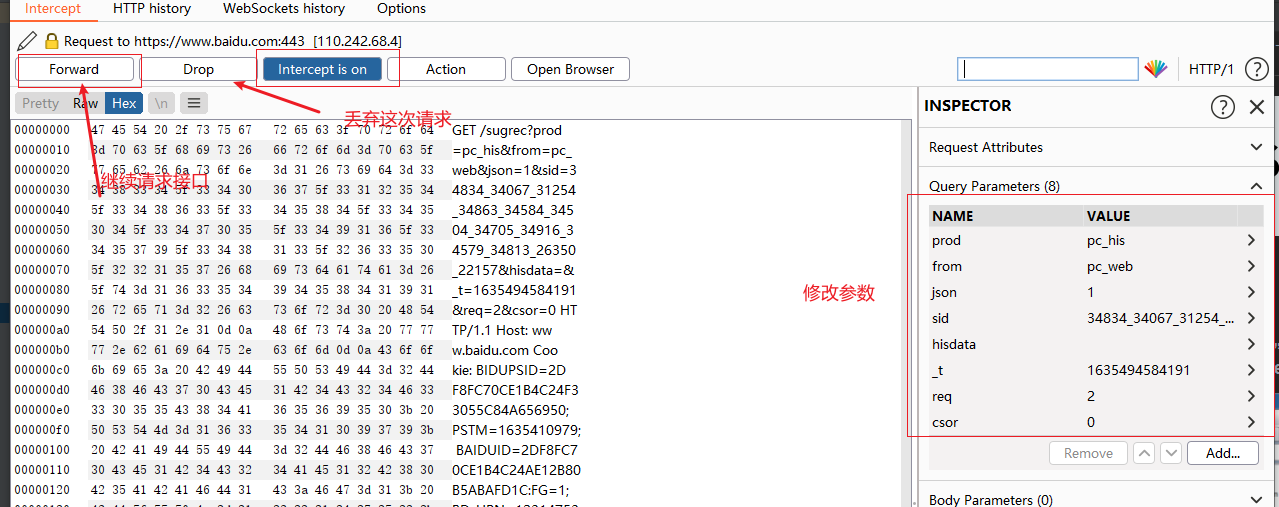 Intercept HTTP history WebSockets history Options
Request to https://www.baidu.com:443 [110.242.68.4]
Forward Drop Intercept is on Action Open Browser HTTP/1 ?
Pretty Raw Hex \n
丢弃这次请求
继续请求接口
修改参数
00000000 47 45 54 20 2f 73 75 67 72 65 63 3f 70 72 6f 64 GET /sugrec?prod
00000010 3d 70 63 5f 68 69 73 26 66 72 6f 6d 3d 70 63 5f =pc_his&from=pc_
00000020 77 65 62 26 6a 73 6f 6e 3d 31 26 73 69 64 3d 33 web&json=1&sid=3
00000030 34 38 33 34 5f 33 34 30 36 37 5f 33 31 32 35 34 4834_34067_31254
00000040 5f 33 34 38 36 33 5f 33 34 35 38 34 5f 33 34 35 _34863_34584_345
00000050 30 34 5f 33 34 37 30 35 5f 33 34 39 31 36 5f 33 04_34705_34916_3
00000060 34 35 37 39 5f 33 34 38 31 33 5f 32 36 33 35 30 4579_34813_26350
00000070 5f 32 32 31 35 37 26 68 69 73 64 61 74 61 3d 26 _22157&hisdata=&
00000080 5f 74 3d 31 36 33 35 34 39 34 35 38 34 31 39 31 _t=1635494584191
00000090 26 72 65 71 3d 32 26 63 73 6f 72 3d 30 20 48 54 &req=2&csor=0 HT
000000a0 54 50 2f 31 2e 31 0d 0a 48 6f 73 74 3a 20 77 77 TP/1.1 Host: ww
000000b0 77 2e 62 61 69 64 75 2e 63 6f 6d 0d 0a 43 6f 6f w.baidu.com Coo
000000c0 6b 69 65 3a 20 42 49 44 55 50 53 49 44 3d 32 44 kie: BIDUPSID=2D
000000d0 46 38 46 43 37 30 43 45 31 42 34 43 32 34 46 33 F8FC70CE1B4C24F3
000000e0 33 30 35 35 43 38 34 41 36 35 36 39 35 30 3b 20 3055C84A656950;
000000f0 50 53 54 4d 3d 31 36 33 35 34 31 30 39 37 39 3b PSTM=1635410979;
00000100 20 42 41 49 44 55 49 44 3d 32 44 46 38 46 43 37 BAIDUID=2DF8FC7
00000110 30 43 45 31 42 34 43 32 34 41 45 31 32 42 38 30 0CE1B4C24AE12B80
00000120 42 35 41 42 41 46 44 31 43 3a 46 47 3d 31 3b 20 B5ABAFD1C:FG=1;
INSPECTOR ?
Request Attributes
Query Parameters (8)
NAME VALUE
prod pc_his
from pc_web
json 1
sid 34834_34067_31254_...
hisdata
_t 1635494584191
req 2
csor 0
Remove Add...
Body Parameters (0)